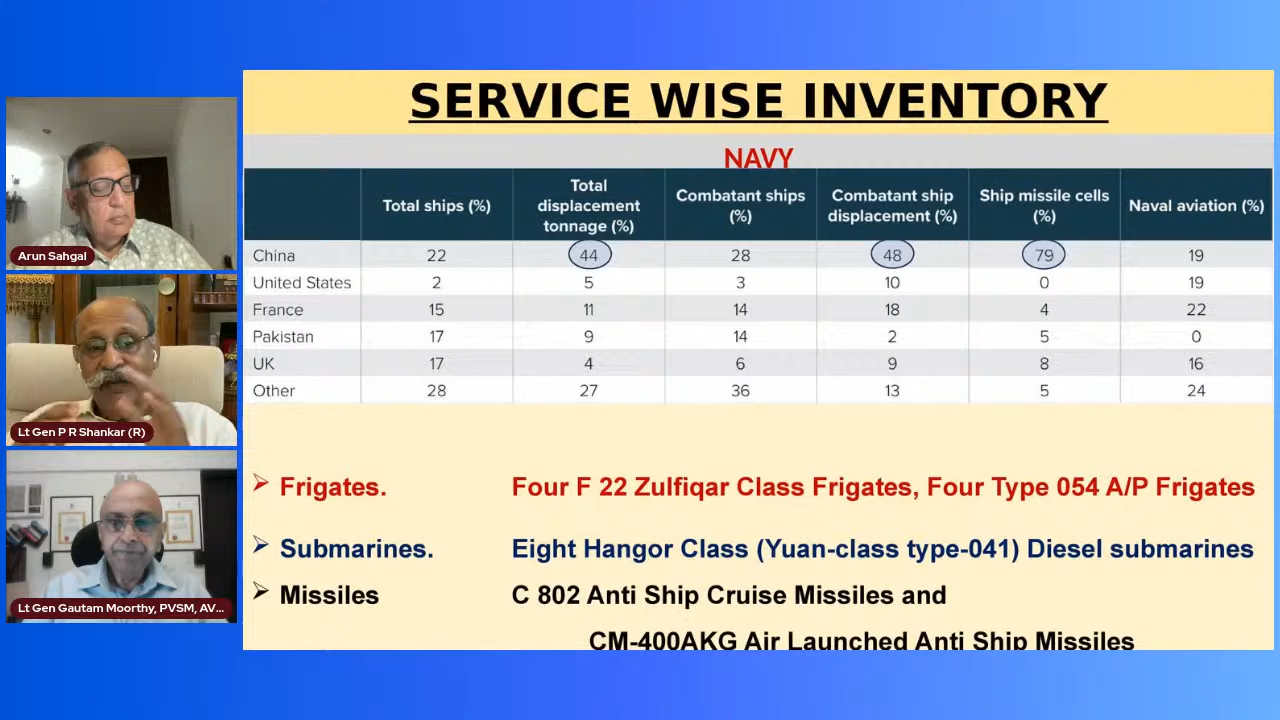 SERVICE WISE INVENTORY
NAVY
Total ships (%) Total displacement tonnage (%) Combatant ships (%) Combatant ship displacement (%) Ship missile cells (%) Naval aviation (%)
China 22 44 28 48 79 19
United States 2 5 3 10 0 19
France 15 11 14 18 4 22
Pakistan 17 9 14 2 5 0
UK 17 4 6 9 8 16
Other 28 27 36 13 5 24
Frigates. Four F 22 Zulfiqar Class Frigates, Four Type 054 A/P Frigates
Submarines. Eight Hangor Class (Yuan-class type-041) Diesel submarines
Missiles C 802 Anti Ship Cruise Missiles and
CM-400AKG Air Launched Anti Ship Missiles
Arun Sahgal
Lt Gen P R Shankar (R)
Lt Gen Gautam Moorthy, PVSM, AV...